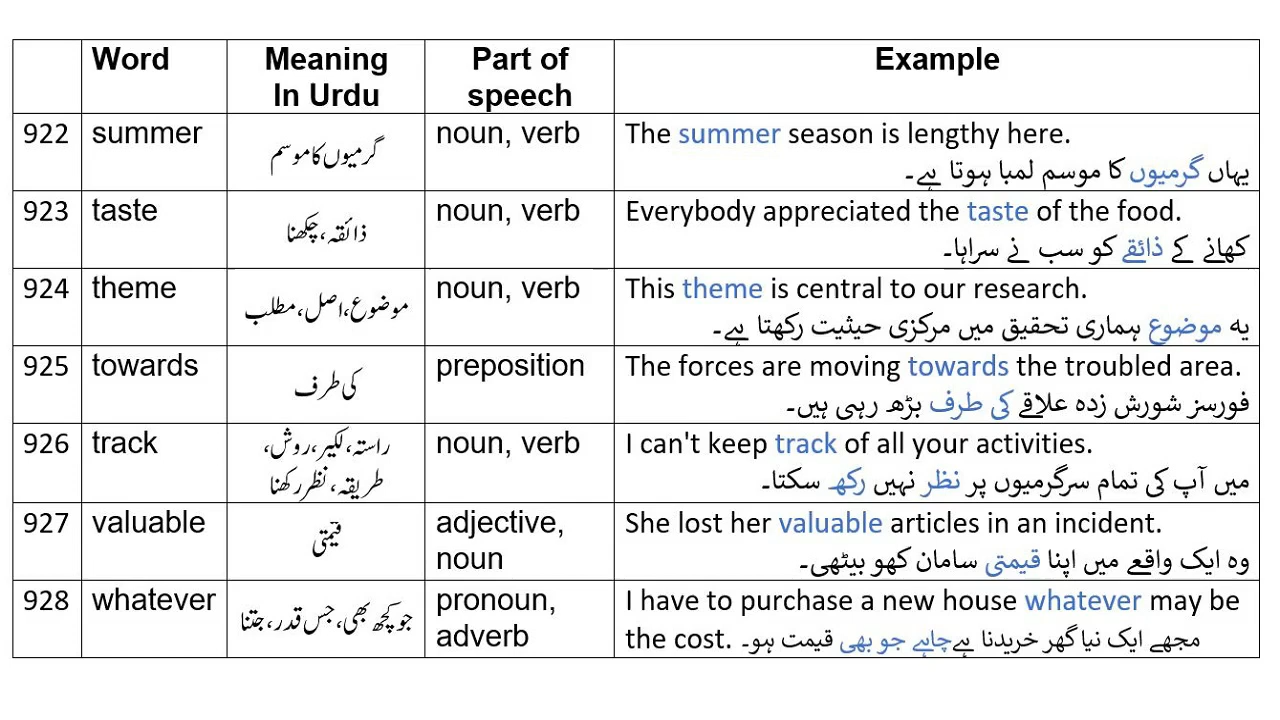 Word Meaning In Urdu Part of speech Example
922 summer گرمیوں کا موسم noun, verb The summer season is lengthy here.
یہاں گرمیوں کا موسم لمبا ہوتا ہے۔
923 taste ذائقہ، چکھنا noun, verb Everybody appreciated the taste of the food.
کھانے کے ذائقے کو سب نے سراہا۔
924 theme موضوع، اصل، مطلب noun, verb This theme is central to our research.
یہ موضوع ہماری تحقیق میں مرکزی حیثیت رکھتا ہے۔
925 towards کی طرف preposition The forces are moving towards the troubled area.
فورسز شورش زدہ علاقے کی طرف بڑھ رہی ہیں۔
926 track راستہ، لکیر، روش، noun, verb I can't keep track of all your activities.
طریقہ، نظر رکھنا میں آپ کی تمام سرگرمیوں پر نظر نہیں رکھ سکتا۔
927 valuable قیمتی adjective, She lost her valuable articles in an incident.
noun وہ ایک واقعے میں اپنا قیمتی سامان کھو بیٹھی۔
928 whatever جو کچھ بھی، جس قدر، جتنا pronoun, I have to purchase a new house whatever may be
adverb the cost. مجھے ایک نیا گھر خریدنا ہے چاہے جو بھی قیمت ہو۔